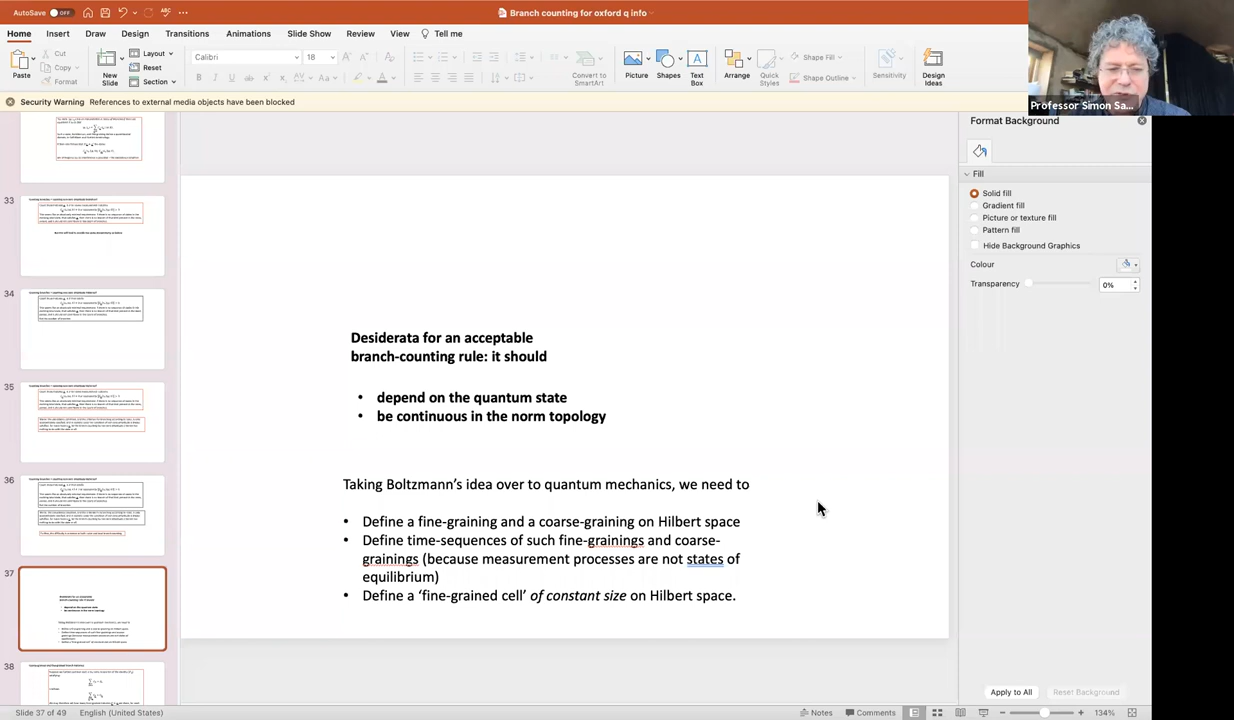 AutoSave OFF
Branch counting for oxford q info
Home Insert Draw Design Transitions Animations Slide Show Review View Tell me
Paste
Cut
Copy
Format
New Slide
Layout
Reset
Section
Calibri 18
Convert to SmartArt
Picture
Shapes
Text Box
Arrange
Quick Styles
Shape Fill
Shape Outline
Sensitivity
Design Ideas
Professor Simon Sa...
Security Warning References to external media objects have been blocked
Format Background
Fill
Solid fill
Gradient fill
Picture or texture fill
Pattern fill
Hide Background Graphics
Colour
Transparency 0%
33
34
35
36
37
38
Desiderata for an acceptable
branch-counting rule: it should
• depend on the quantum state
• be continuous in the norm topology
Taking Boltzmann's idea over to quantum mechanics, we need to
• Define a fine-graining and a coarse-graining on Hilbert space
• Define time-sequences of such fine-grainings and coarse-
grainings (because measurement processes are not states of
equilibrium)
• Define a 'fine-grained cell' of constant size on Hilbert space.
Apply to All
Reset Background
Slide 37 of 49 English (United States)
Notes Comments 134%